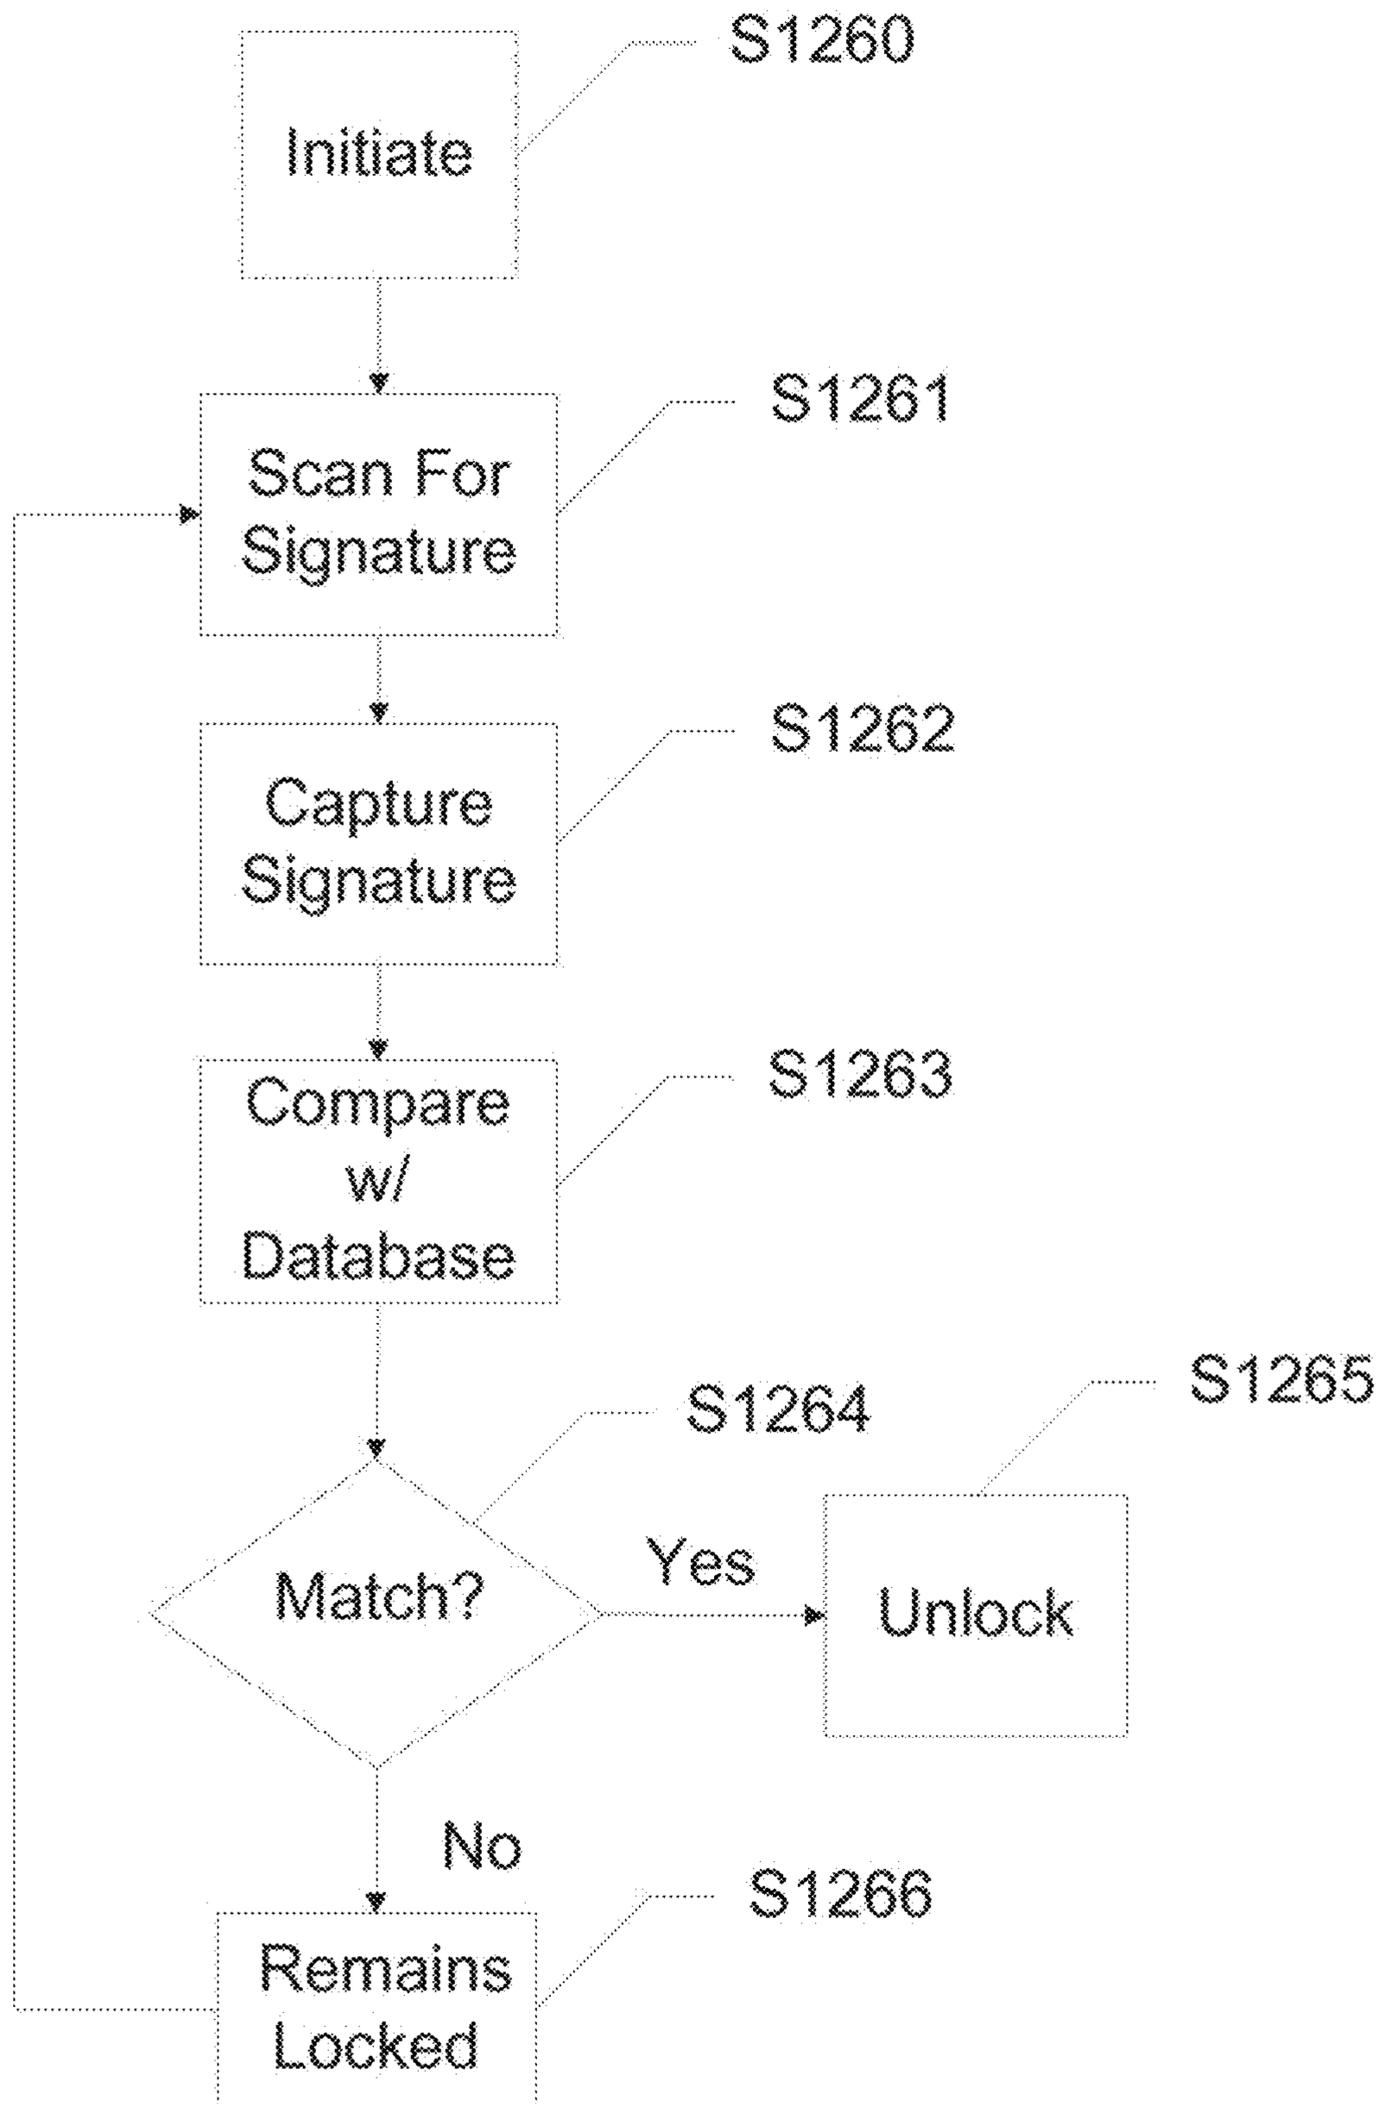 S1260
Initiate
S1261
Scan For
Signature
S1262
Capture
Signature
S1263
Compare
w/
Database
S1264
Match?
Yes
S1265
Unlock
No
S1266
Remains
Locked